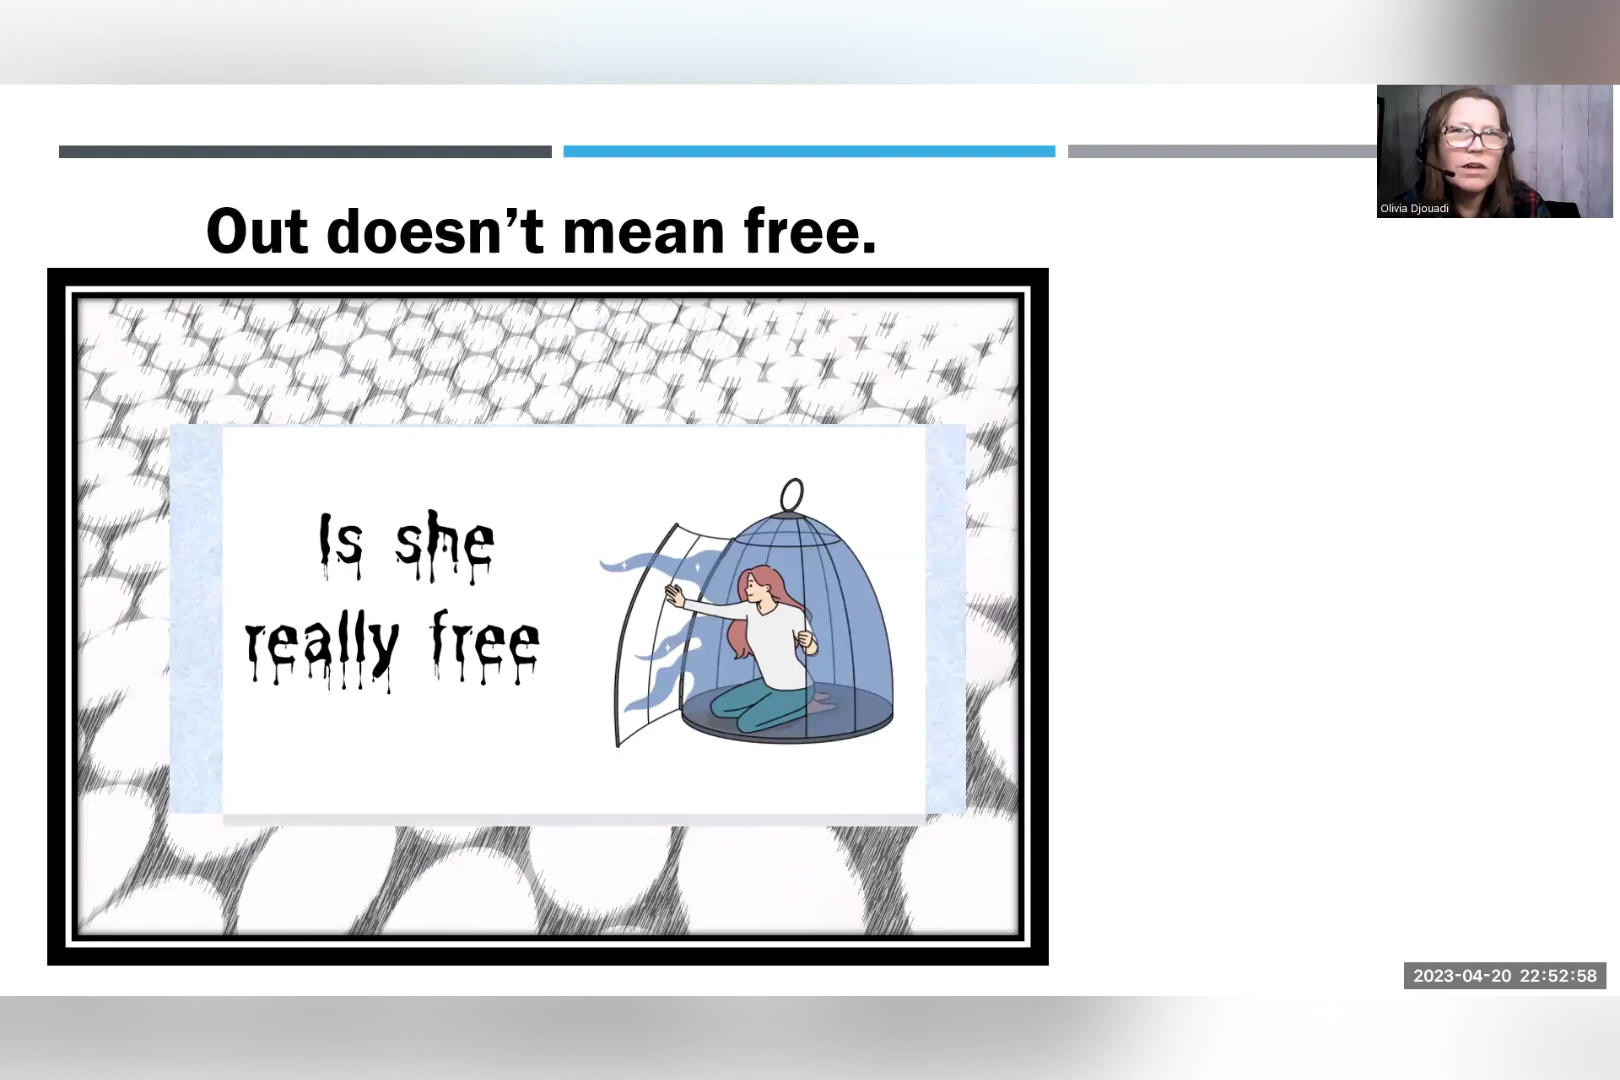 Olivia Djouadi
Out doesn’t mean free.
Is she
really free
2023-04-20 22:52:58